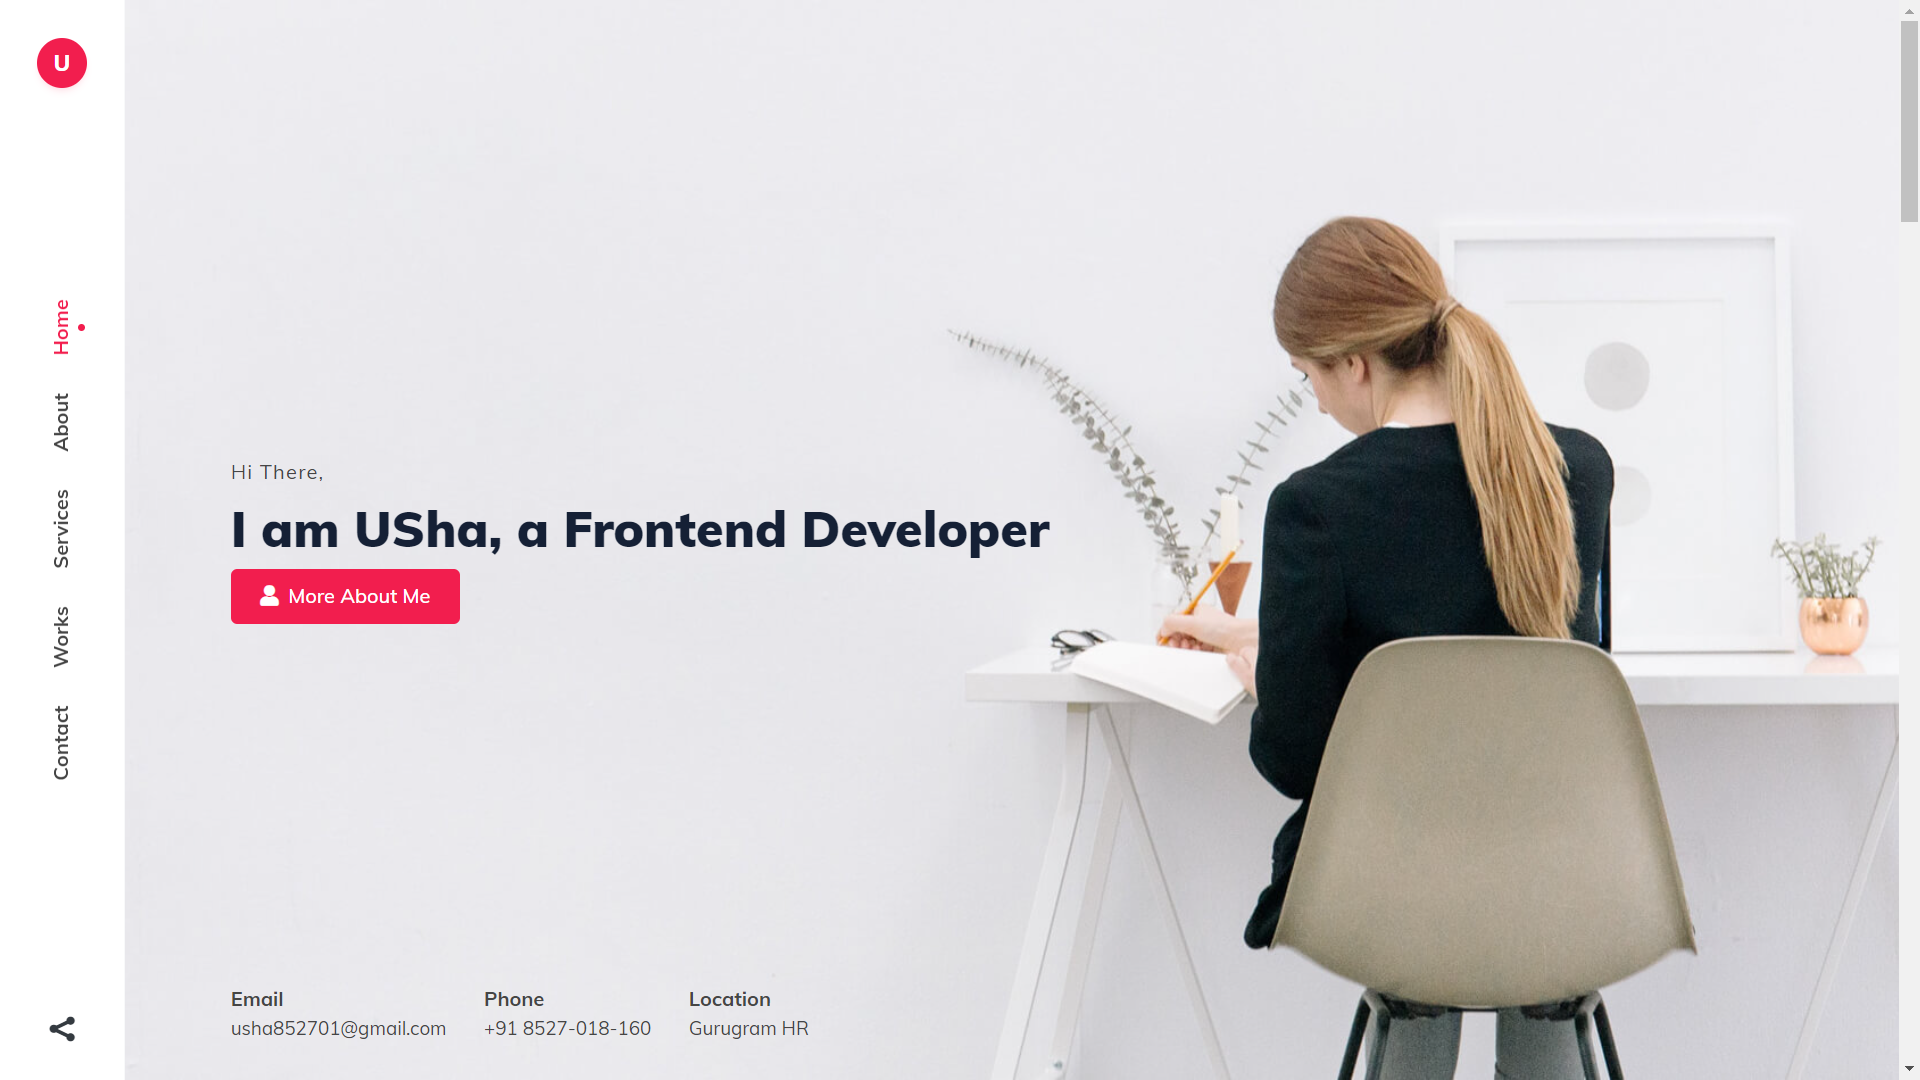 U
Home
About
Services
Works
Contact
Hi There,
I am USha, a Frontend Developer
More About Me
Email
usha852701@gmail.com
Phone
+91 8527-018-160
Location
Gurugram HR